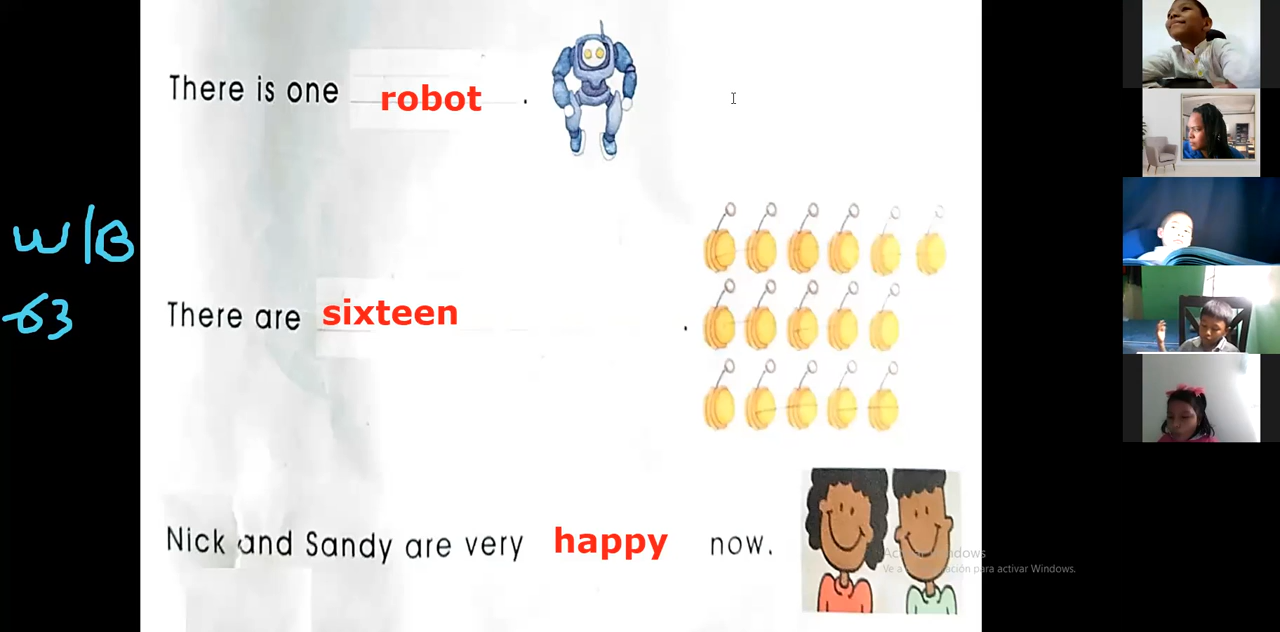 There is one robot.
W/B
There are sixteen .
63
Nick and Sandy are very happy now.